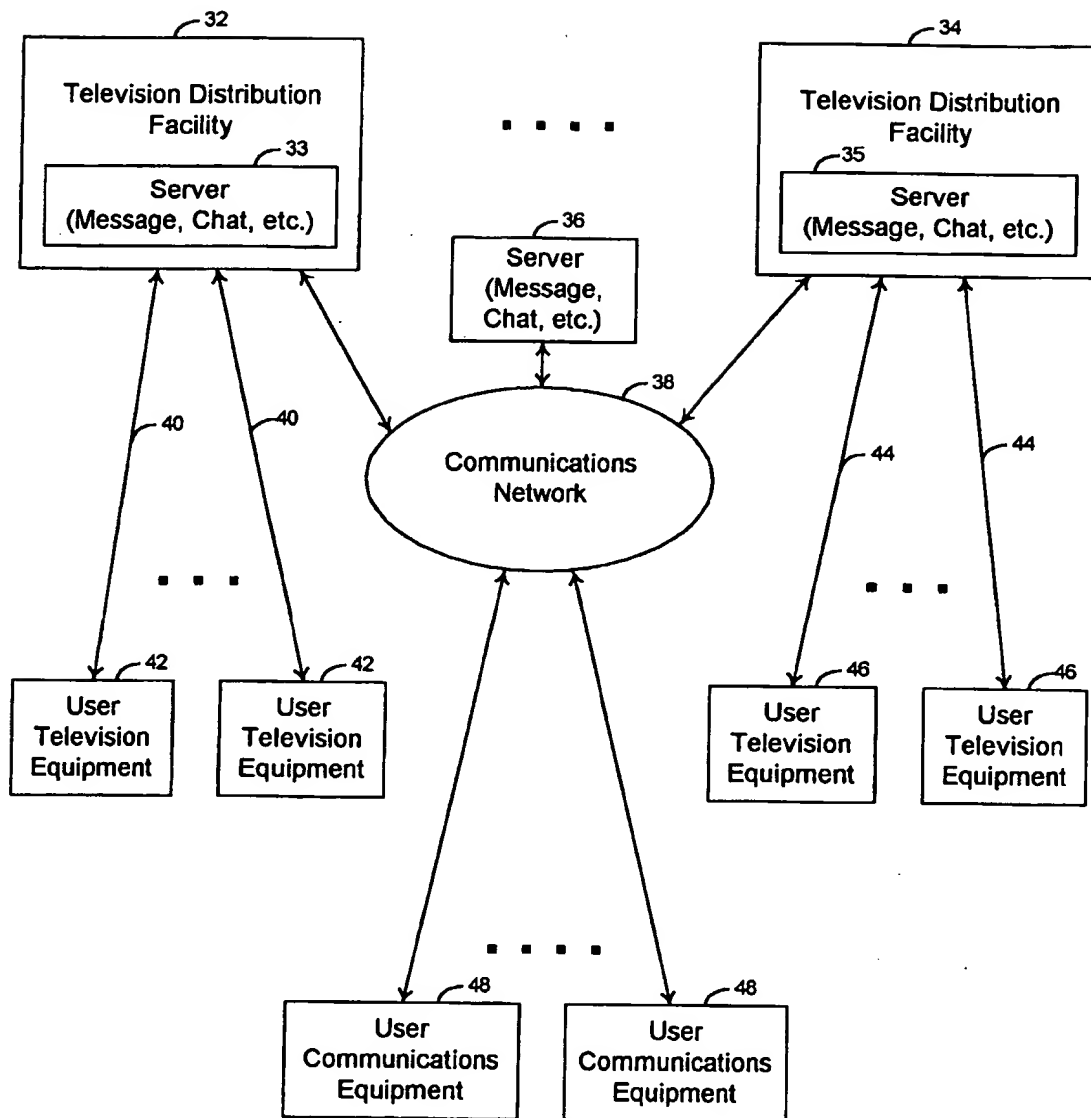 32
34
Television Distribution
Facility
33
Server
(Message, Chat, etc.)
Television Distribution
Facility
35
Server
(Message, Chat, etc.)
36
Server
(Message,
Chat, etc.)
38
Communications
Network
40
40
44
44
42
User
Television
Equipment
42
User
Television
Equipment
46
User
Television
Equipment
46
User
Television
Equipment
48
User
Communications
Equipment
48
User
Communications
Equipment